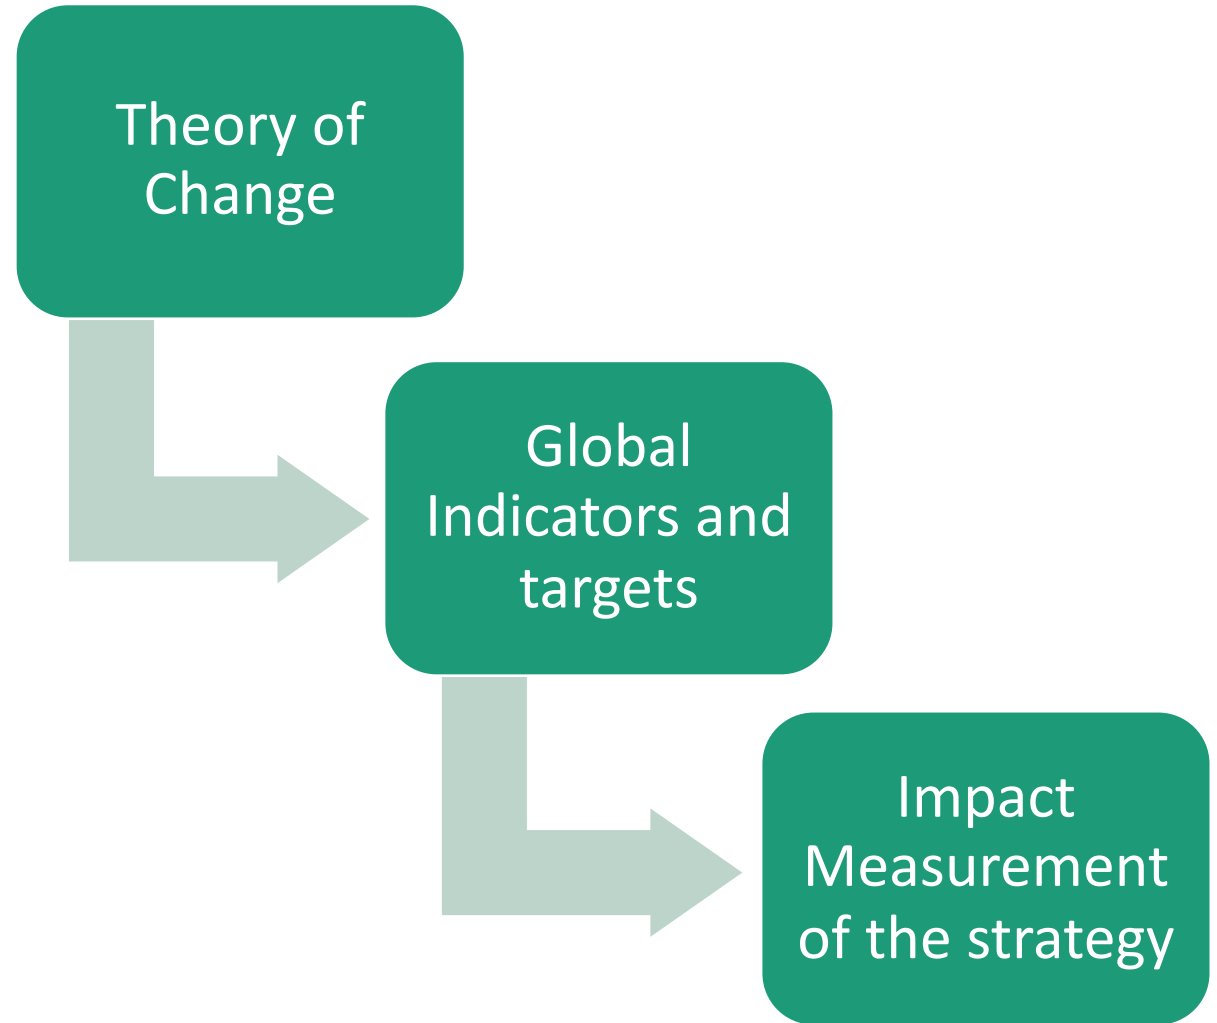 Theory of
Change
Global
Indicators and
targets
Impact
Measurement
of the strategy